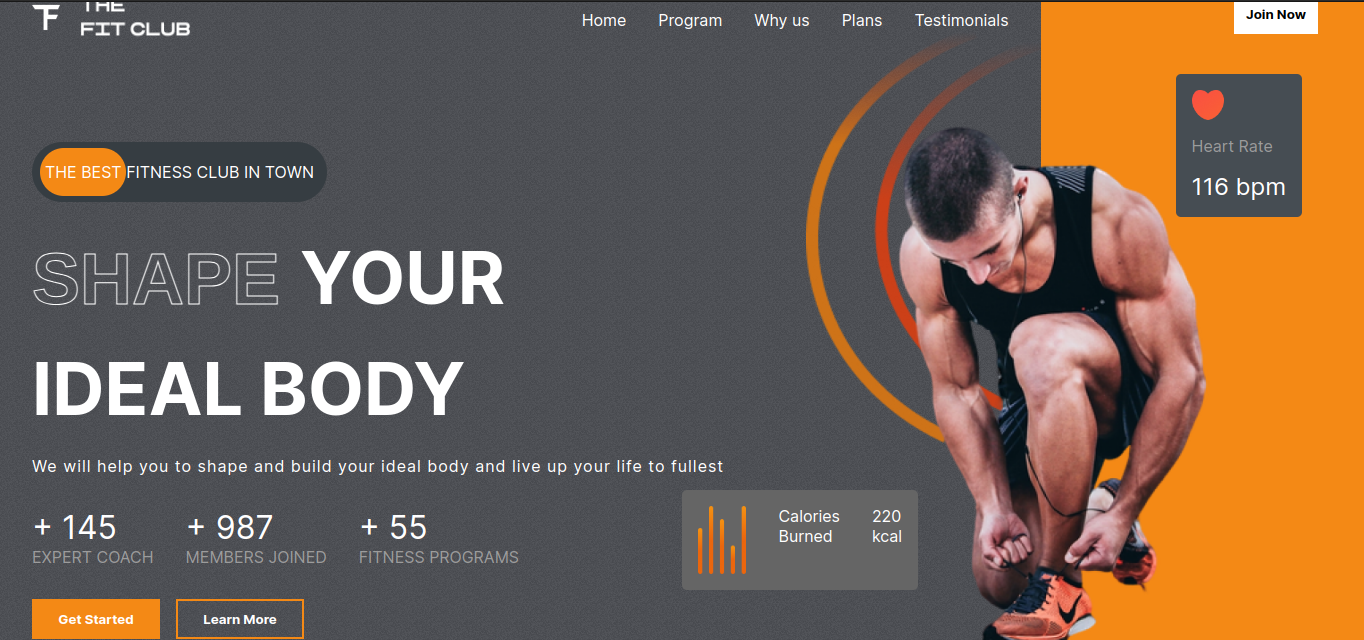 THE
FIT CLUB
Home Program Why us Plans Testimonials
Join Now
Heart Rate
116 bpm
THE BEST FITNESS CLUB IN TOWN
SHAPE YOUR
IDEAL BODY
We will help you to shape and build your ideal body and live up your life to fullest
+ 145
EXPERT COACH
+ 987
MEMBERS JOINED
+ 55
FITNESS PROGRAMS
Calories
Burned
220
kcal
Get Started
Learn More